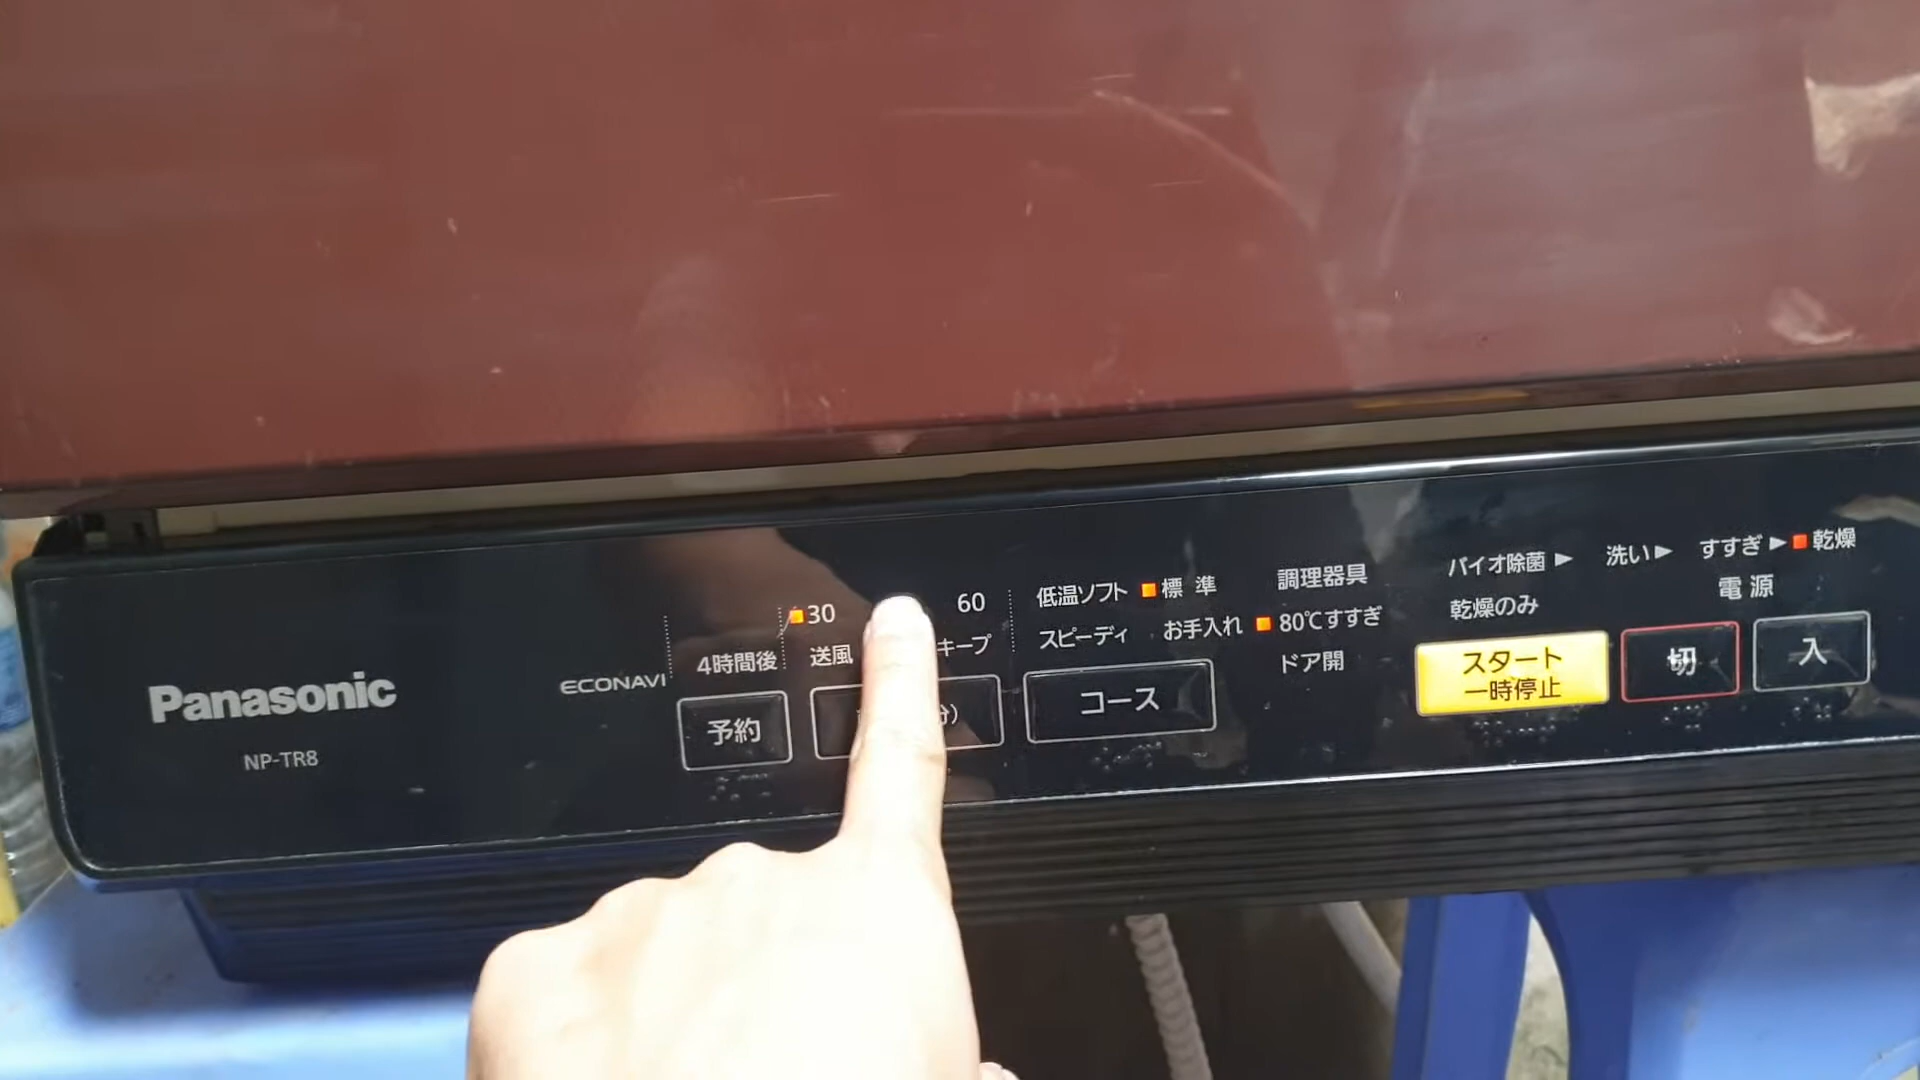 Panasonic
NP-TR8
ECONAVI
4時間後
予約
30
60
送風
キープ
分)
低温ソフト
標 準
スピーディ
お手入れ
コース
調理器具
80℃すすぎ
ドア開
バイオ除菌▶
洗い▶
すすぎ▶
乾燥
乾燥のみ
電 源
スタート
一時停止
切
入